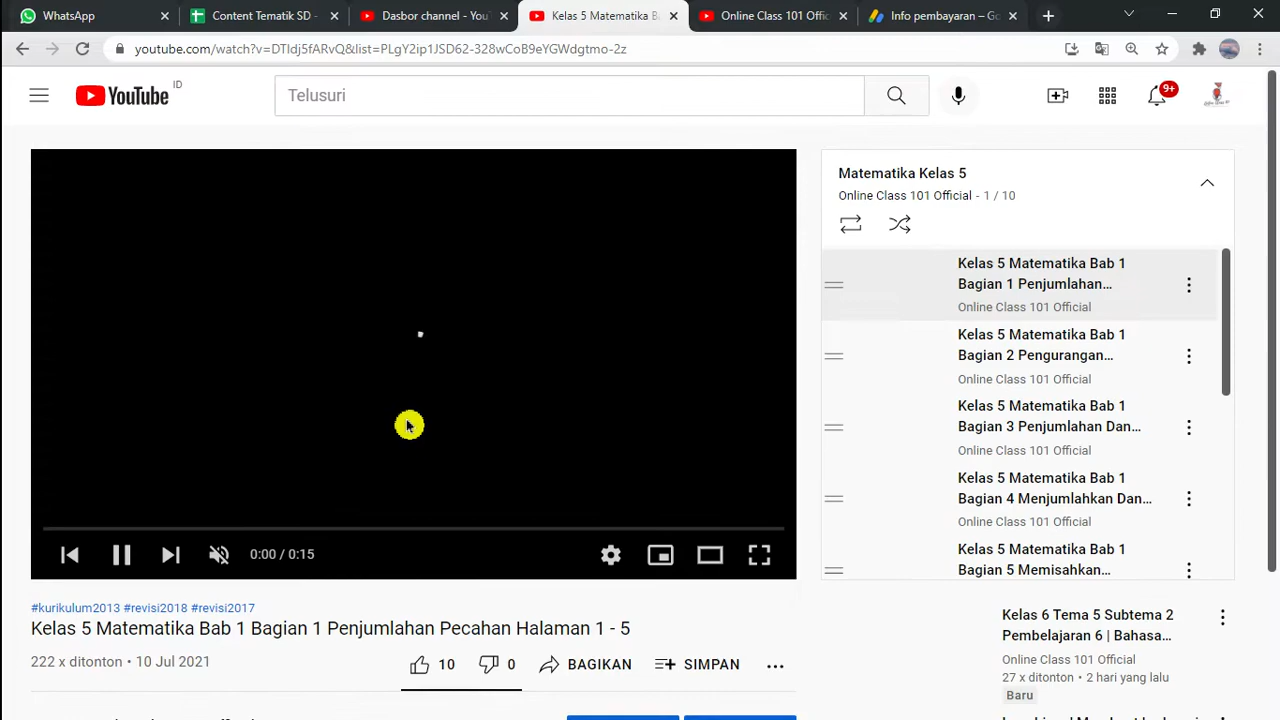 WhatsApp
Content Tematik SD -
Dasbor channel - YouT
Kelas 5 Matematika B
Online Class 101 Offic
Info pembayaran – Go
youtube.com/watch?v=DTIdj5fARvQ&list=PLgY2ip1JSD62-328wCoB9eYGWdgtmo-2z
YouTube
ID
Telusuri
9+
Matematika Kelas 5
Online Class 101 Official - 1 / 10
Kelas 5 Matematika Bab 1
Bagian 1 Penjumlahan...
Online Class 101 Official
Kelas 5 Matematika Bab 1
Bagian 2 Pengurangan...
Online Class 101 Official
Kelas 5 Matematika Bab 1
Bagian 3 Penjumlahan Dan...
Online Class 101 Official
Kelas 5 Matematika Bab 1
Bagian 4 Menjumlahkan Dan...
Online Class 101 Official
Kelas 5 Matematika Bab 1
Bagian 5 Memisahkan...
0:00 / 0:15
#kurikulum2013 #revisi2018 #revisi2017
Kelas 5 Matematika Bab 1 Bagian 1 Penjumlahan Pecahan Halaman 1 - 5
222 x ditonton • 10 Jul 2021
10
0
BAGIKAN
SIMPAN
Kelas 6 Tema 5 Subtema 2
Pembelajaran 6 | Bahasa...
Online Class 101 Official
27 x ditonton • 2 hari yang lalu
Baru